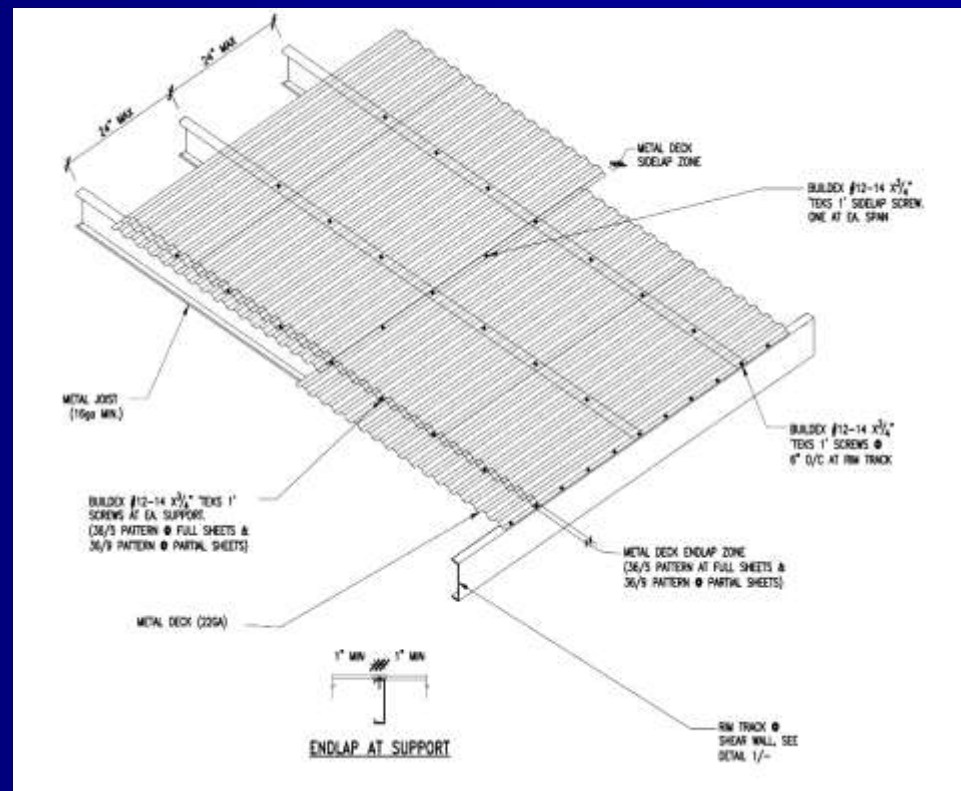 24" MAX
24" MAX
METAL DECK
SIDELAP ZONE
BUILDEX #12-14 X3/4"
'TEKS 1' SIDELAP SCREW.
ONE AT EA. SPAN
METAL JOIST
(16ga MIN.)
BUILDEX #12-14 X3/4"
'TEKS 1' SCREWS @
6" O/C AT RIM TRACK
BUILDEX #12-14 X3/4" 'TEKS 1'
SCREWS AT EA. SUPPORT.
(36/5 PATTERN @ FULL SHEETS &
36/9 PATTERN @ PARTIAL SHEETS)
METAL DECK ENDLAP ZONE
(36/5 PATTERN AT FULL SHEETS &
36/9 PATTERN @ PARTIAL SHEETS)
METAL DECK (22GA)
1" MIN 1" MIN
ENDLAP AT SUPPORT
RIM TRACK @
SHEAR WALL, SEE
DETAIL 1/-